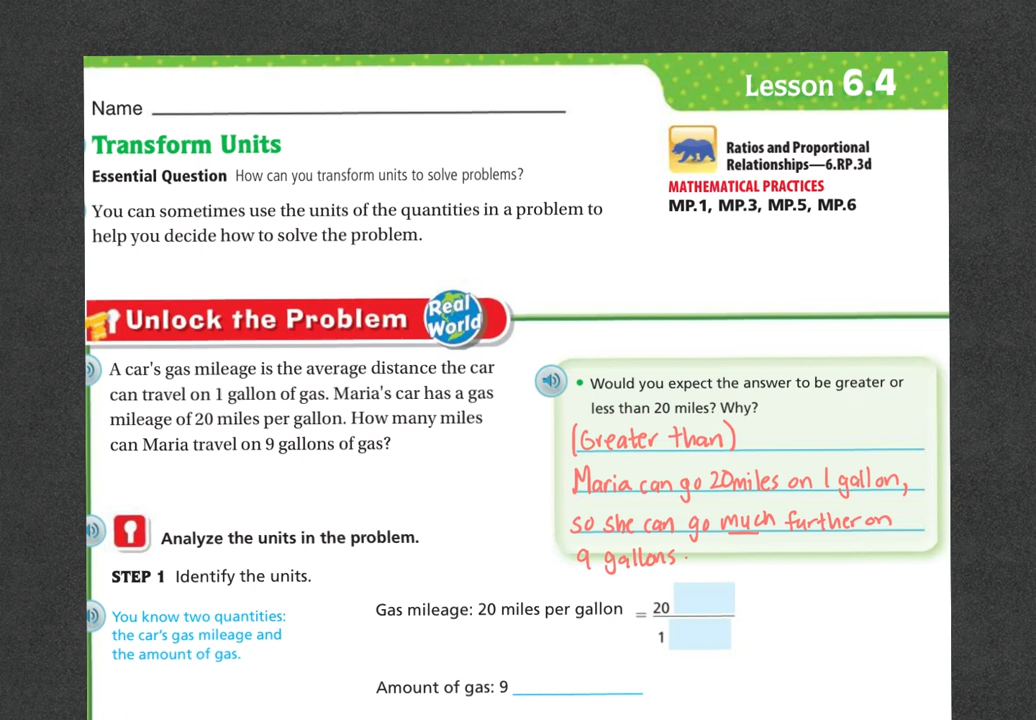 Lesson 6.4
Name
Transform Units
Essential Question How can you transform units to solve problems?
Ratios and Proportional
Relationships—6.RP.3d
MATHEMATICAL PRACTICES
MP.1, MP.3, MP.5, MP.6
You can sometimes use the units of the quantities in a problem to
help you decide how to solve the problem.
Unlock the Problem
Real
World
A car's gas mileage is the average distance the car
can travel on 1 gallon of gas. Maria's car has a gas
mileage of 20 miles per gallon. How many miles
can Maria travel on 9 gallons of gas?
• Would you expect the answer to be greater or
less than 20 miles? Why?
(Greater than)
Maria can go 20miles on 1 gallon,
so she can go much further on
9 gallons.
Analyze the units in the problem.
STEP 1 Identify the units.
You know two quantities:
the car's gas mileage and
the amount of gas.
Gas mileage: 20 miles per gallon = 20
1
Amount of gas: 9